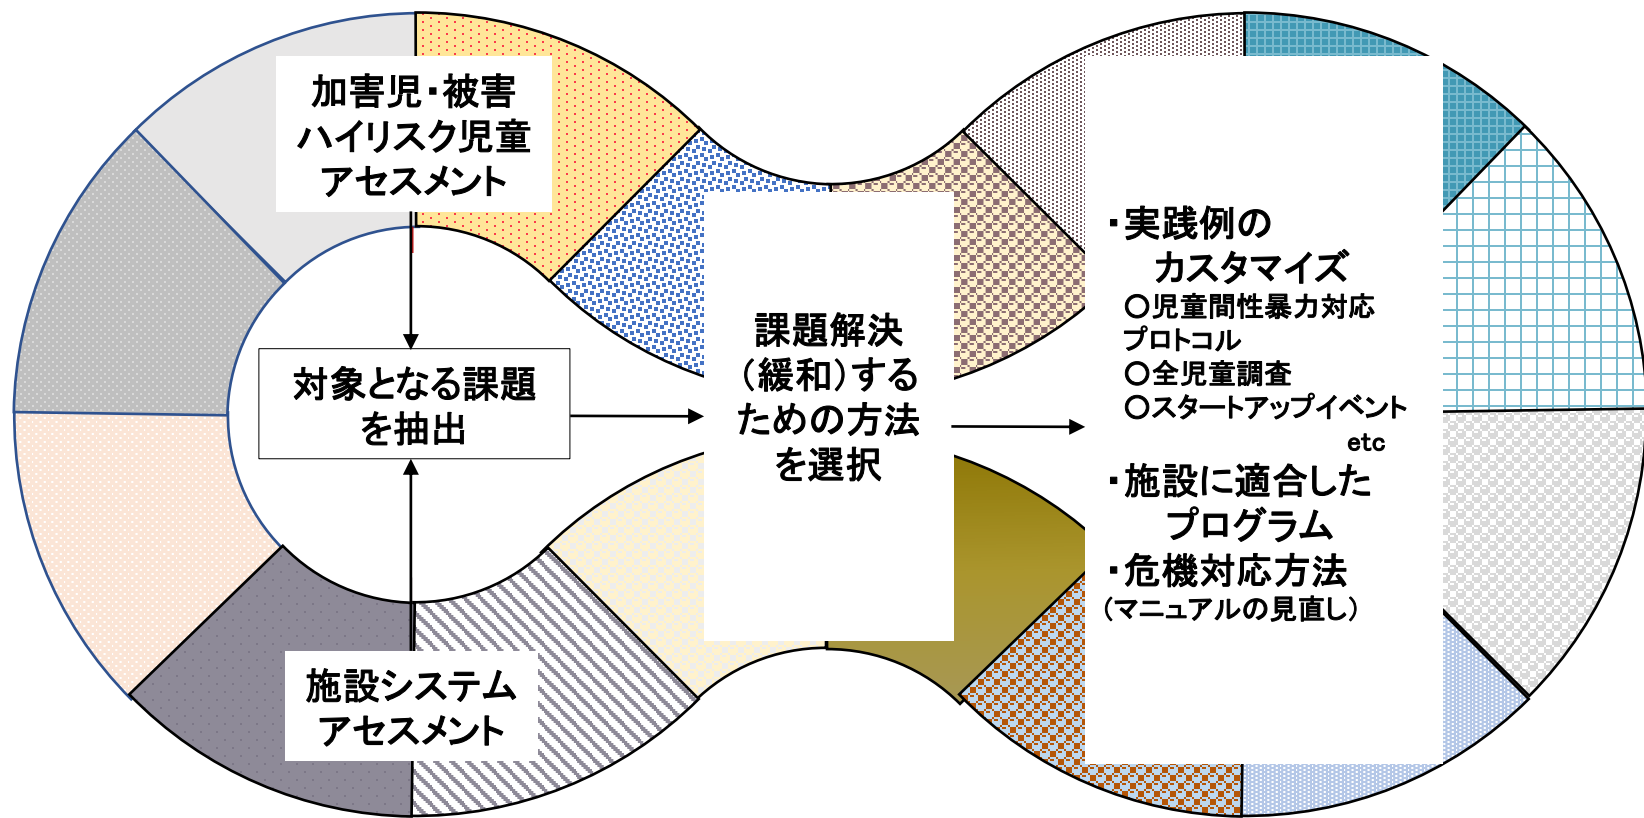 加害児・被害
ハイリスク児童
アセスメント
対象となる課題
を抽出
施設システム
アセスメント
課題解決
（緩和）する
ための方法
を選択
・実践例の
カスタマイズ
○児童間性暴力対応
プロトコル
○全児童調査
○スタートアップイベント
etc
・施設に適合した
プログラム
・危機対応方法
（マニュアルの見直し）